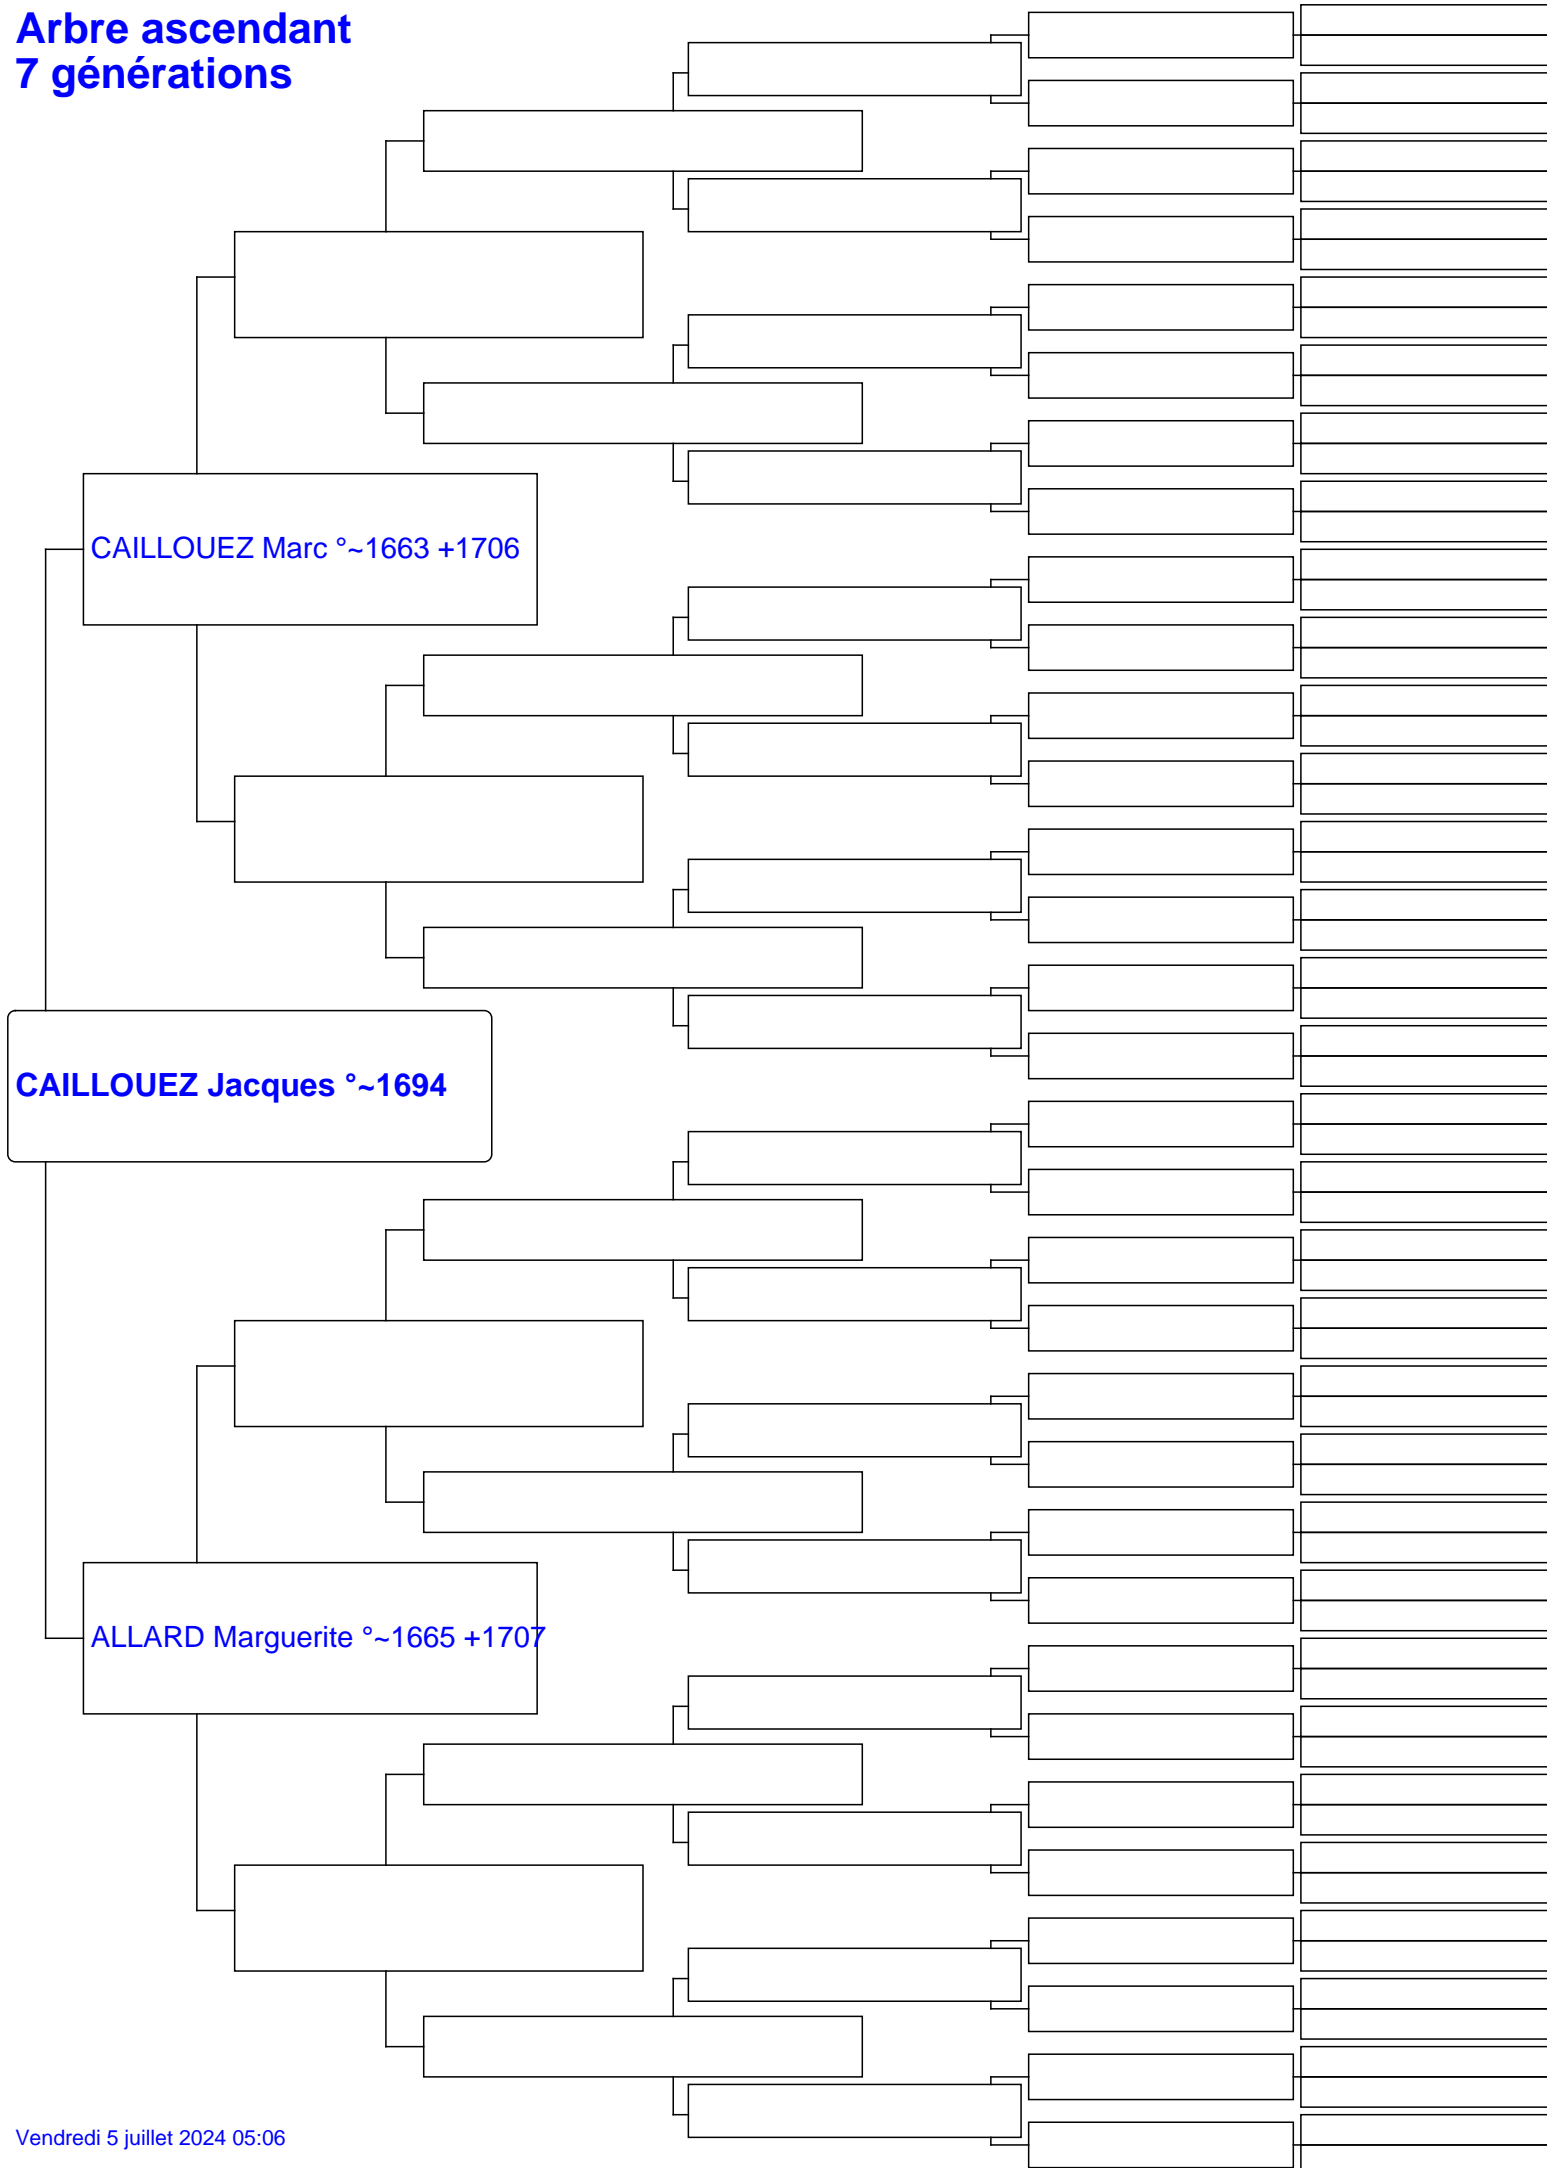 Arbre ascendant
7 générations
CAILLOUEZ Marc °~1663 +1706
CAILLOUEZ Jacques °~1694
ALLARD Marguerite °~1665 +1707
Vendredi 5 juillet 2024 05:06